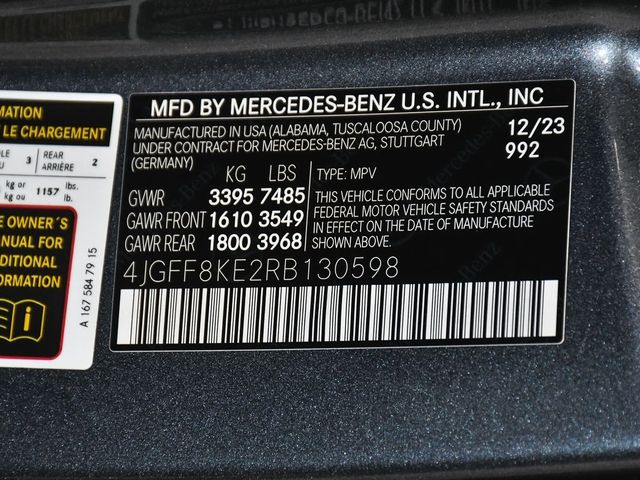 MATION
LE CHARGEMENT
3
REAR
ARRIÈRE
2
kg or
kg ou
1157
lbs.
lb.
OWNER´S
MANUAL FOR
INFORMATION
A 167 584 79 15
MFD BY MERCEDES-BENZ U.S. INTL., INC
MANUFACTURED IN USA (ALABAMA, TUSCALOOSA COUNTY)
UNDER CONTRACT FOR MERCEDES-BENZ AG, STUTTGART
(GERMANY)
12/23
992
KG LBS
GVWR 3395 7485
GAWR FRONT 1610 3549
GAWR REAR 1800 3968
TYPE: MPV
THIS VEHICLE CONFORMS TO ALL APPLICABLE
FEDERAL MOTOR VEHICLE SAFETY STANDARDS
IN EFFECT ON THE DATE OF MANUFACTURE
SHOWN ABOVE.
4JGFF8KE2RB130598